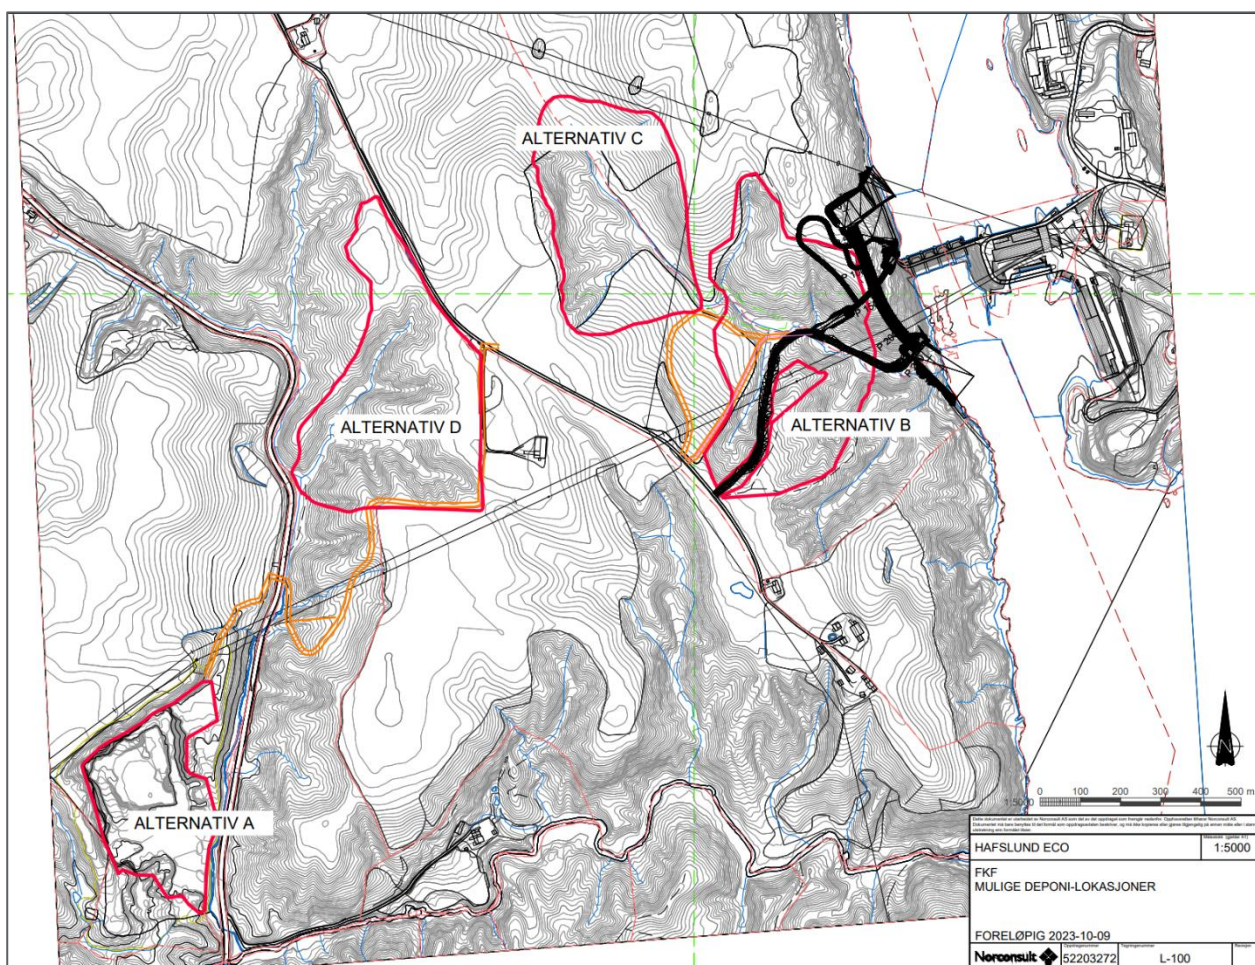 ALTERNATIV C
ALTERNATIV D
ALTERNATIV B
ALTERNATIV A
1:5000
0
100
200
300
400
500 m
HAFSLUND ECO
1:5000
FKF
MULIGE DEPONI-LOKASJONER
FORELØPIG 2023-10-09
Norconsult
52203272
L-100